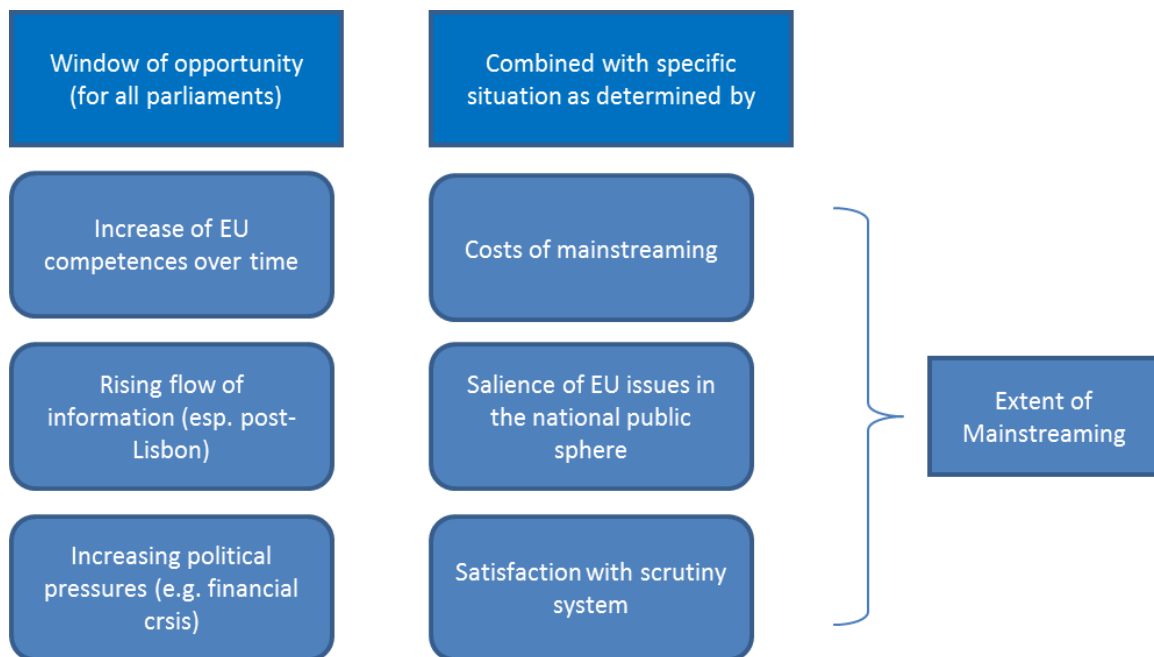 Window of opportunity
(for all parliaments)
Combined with specific
situation as determined by
Increase of EU
competences over time
Costs of mainstreaming
Rising flow of
information (esp. post-
Lisbon)
Salience of EU issues in
the national public
sphere
Extent of
Mainstreaming
Increasing political
pressures (e.g. financial
crsis)
Satisfaction with scrutiny
system